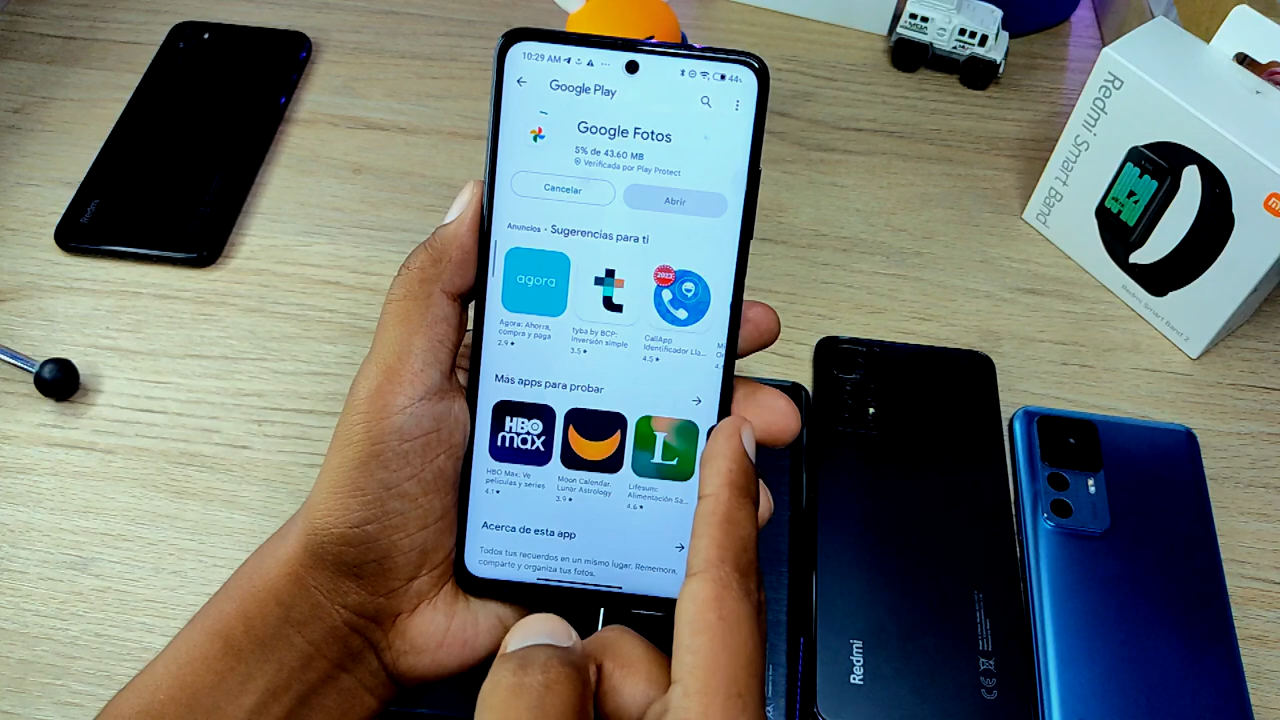 10:29 AM
44%
Google Play
Google Fotos
5% de 43.60 MB
Verificada por Play Protect
Cancelar
Abrir
Anuncios • Sugerencias para ti
agora
t
2023
Agora: Ahorra,
compra y paga
2.9★
tyba by BCP:
inversión simple
3.5★
CallApp
Identificador Lla...
4.5★
Más apps para probar
HBO
max
L
HBO Max: Ve
películas y series
4.1★
Moon Calendar.
Lunar Astrology
3.9★
Lifesum:
Alimentación Sa...
4.6★
Acerca de esta app
Todos tus recuerdos en un mismo lugar. Rememora,
comparte y organiza tus fotos.
Redmi
Redmi Smart Band
Redmi Smart Band 2
Redmi
CE